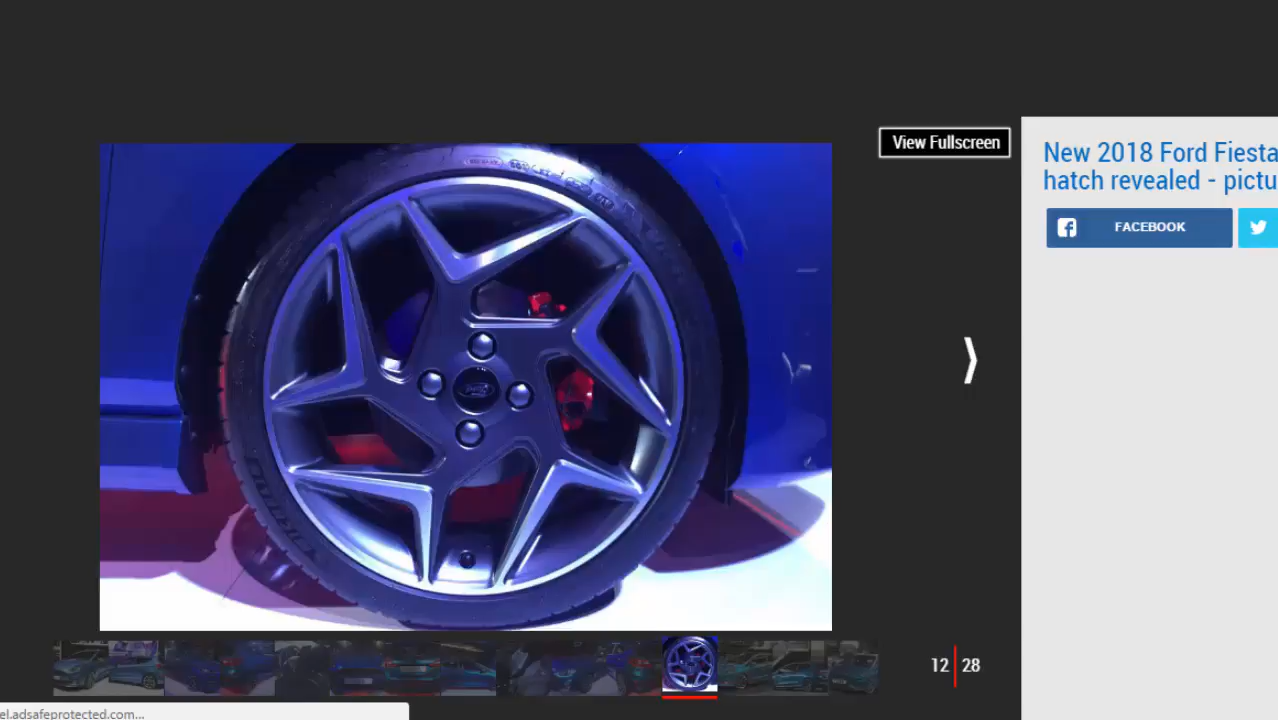 View Fullscreen
New 2018 Ford Fiesta
hatch revealed - pictu
FACEBOOK
12 28
el.adsafeprotected.com...